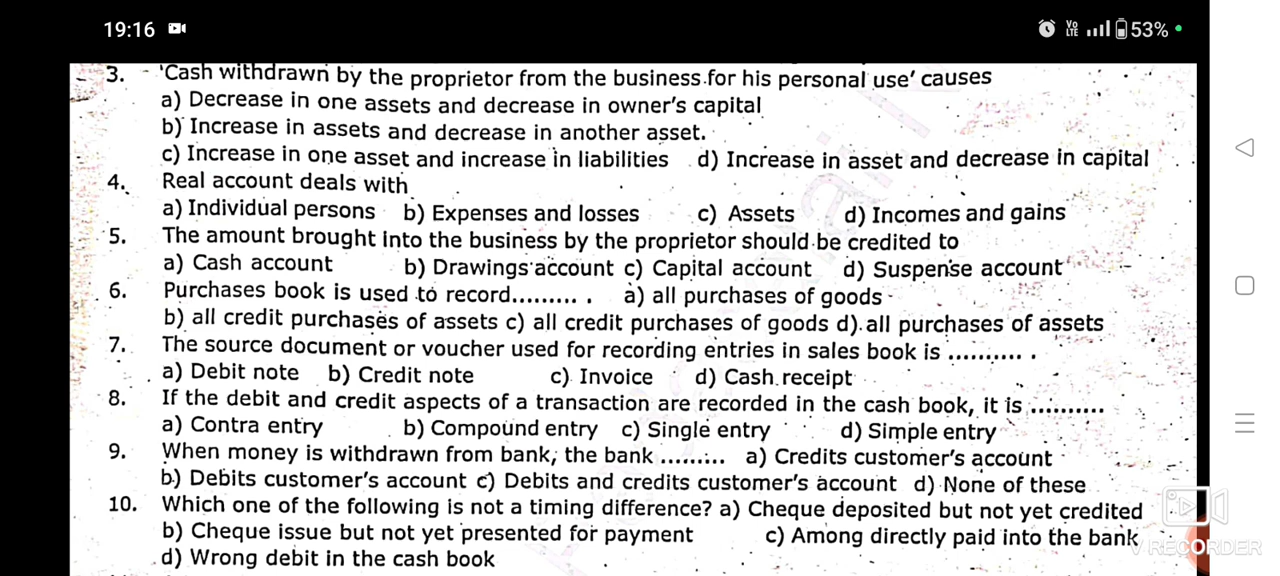 19:16 Vo LTE 53%
3. 'Cash withdrawn by the proprietor from the business for his personal use' causes
a) Decrease in one assets and decrease in owner's capital
b) Increase in assets and decrease in another asset.
c) Increase in one asset and increase in liabilities d) Increase in asset and decrease in capital
4. Real account deals with
a) Individual persons b) Expenses and losses c) Assets d) Incomes and gains
5. The amount brought into the business by the proprietor should be credited to
a) Cash account b) Drawings account c) Capital account d) Suspense account
6. Purchases book is used to record......... . a) all purchases of goods
b) all credit purchases of assets c) all credit purchases of goods d) all purchases of assets
7. The source document or voucher used for recording entries in sales book is .......... .
a) Debit note b) Credit note c) Invoice d) Cash receipt
8. If the debit and credit aspects of a transaction are recorded in the cash book, it is ..........
a) Contra entry b) Compound entry c) Single entry d) Simple entry
9. When money is withdrawn from bank, the bank ......... a) Credits customer's account
b) Debits customer's account c) Debits and credits customer's account d) None of these
10. Which one of the following is not a timing difference? a) Cheque deposited but not yet credited
b) Cheque issue but not yet presented for payment c) Among directly paid into the bank
d) Wrong debit in the cash book
V RECORDER